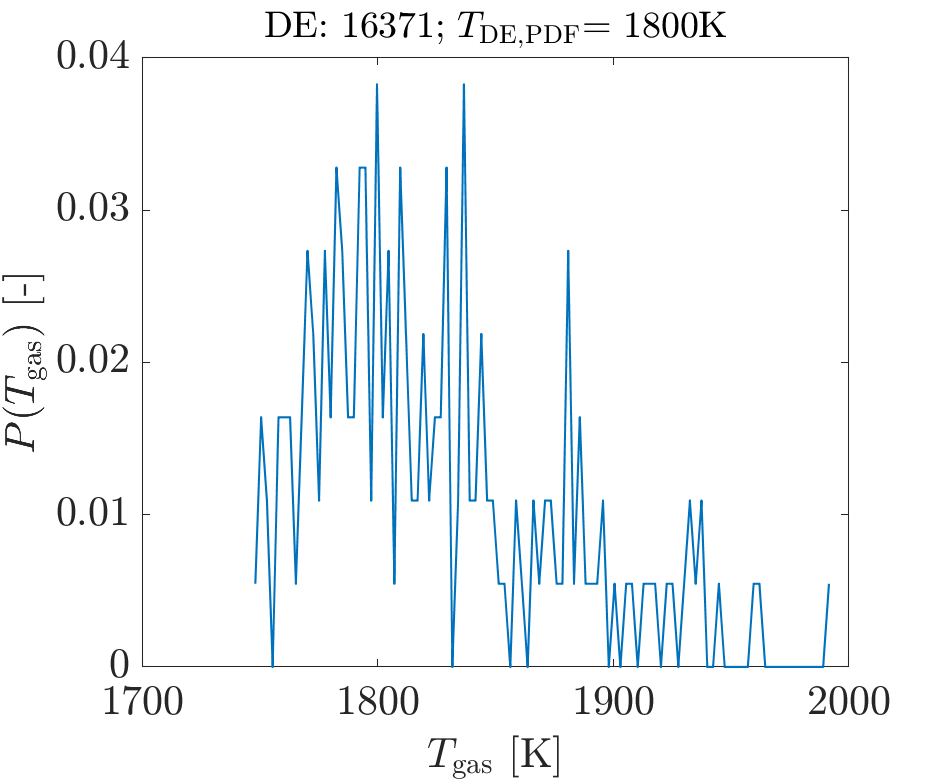 DE: 16371; T_DE,PDF= 1800K
0.04
0.03
0.02
0.01
0
P(T_gas) [-]
1700 1800 1900 2000
T_gas [K]